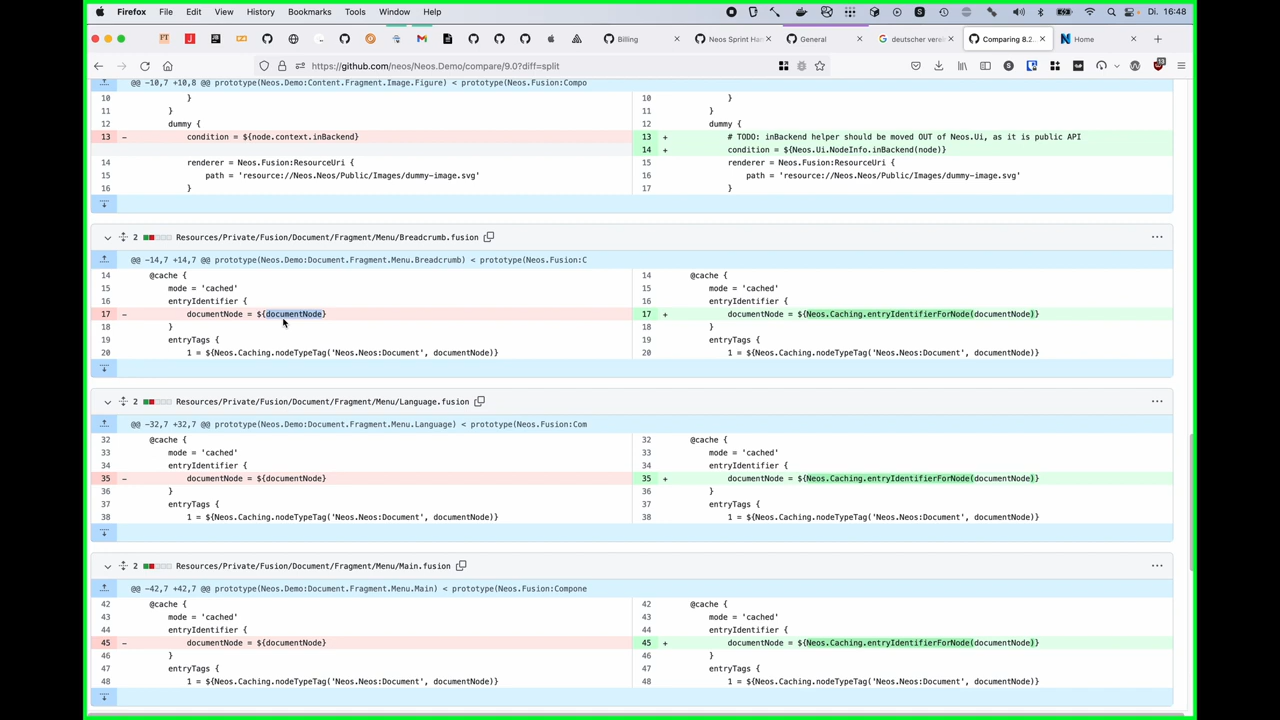 Firefox File Edit View History Bookmarks Tools Window Help Di. 16:48
Billing Neos Sprint Han General deutscher verei Comparing 8.2... Home
https://github.com/neos/Neos.Demo/compare/9.0?diff=split
@@ -10,7 +10,8 @@ prototype(Neos.Demo:Content.Fragment.Image.Figure) < prototype(Neos.Fusion:Compo
10 } 10 }
11 } 11 }
12 dummy { 12 dummy {
13 - condition = ${node.context.inBackend} 13 + # TODO: inBackend helper should be moved OUT of Neos.Ui, as it is public API
14 + condition = ${Neos.Ui.NodeInfo.inBackend(node)}
14 renderer = Neos.Fusion:ResourceUri { 15 renderer = Neos.Fusion:ResourceUri {
15 path = 'resource://Neos.Neos/Public/Images/dummy-image.svg' 16 path = 'resource://Neos.Neos/Public/Images/dummy-image.svg'
16 } 17 }
2 Resources/Private/Fusion/Document/Fragment/Menu/Breadcrumb.fusion
@@ -14,7 +14,7 @@ prototype(Neos.Demo:Document.Fragment.Menu.Breadcrumb) < prototype(Neos.Fusion:C
14 @cache { 14 @cache {
15 mode = 'cached' 15 mode = 'cached'
16 entryIdentifier { 16 entryIdentifier {
17 - documentNode = ${documentNode} 17 + documentNode = ${Neos.Caching.entryIdentifierForNode(documentNode)}
18 } 18 }
19 entryTags { 19 entryTags {
20 1 = ${Neos.Caching.nodeTypeTag('Neos.Neos:Document', documentNode)} 20 1 = ${Neos.Caching.nodeTypeTag('Neos.Neos:Document', documentNode)}
2 Resources/Private/Fusion/Document/Fragment/Menu/Language.fusion
@@ -32,7 +32,7 @@ prototype(Neos.Demo:Document.Fragment.Menu.Language) < prototype(Neos.Fusion:Com
32 @cache { 32 @cache {
33 mode = 'cached' 33 mode = 'cached'
34 entryIdentifier { 34 entryIdentifier {
35 - documentNode = ${documentNode} 35 + documentNode = ${Neos.Caching.entryIdentifierForNode(documentNode)}
36 } 36 }
37 entryTags { 37 entryTags {
38 1 = ${Neos.Caching.nodeTypeTag('Neos.Neos:Document', documentNode)} 38 1 = ${Neos.Caching.nodeTypeTag('Neos.Neos:Document', documentNode)}
2 Resources/Private/Fusion/Document/Fragment/Menu/Main.fusion
@@ -42,7 +42,7 @@ prototype(Neos.Demo:Document.Fragment.Menu.Main) < prototype(Neos.Fusion:Compone
42 @cache { 42 @cache {
43 mode = 'cached' 43 mode = 'cached'
44 entryIdentifier { 44 entryIdentifier {
45 - documentNode = ${documentNode} 45 + documentNode = ${Neos.Caching.entryIdentifierForNode(documentNode)}
46 } 46 }
47 entryTags { 47 entryTags {
48 1 = ${Neos.Caching.nodeTypeTag('Neos.Neos:Document', documentNode)} 48 1 = ${Neos.Caching.nodeTypeTag('Neos.Neos:Document', documentNode)}